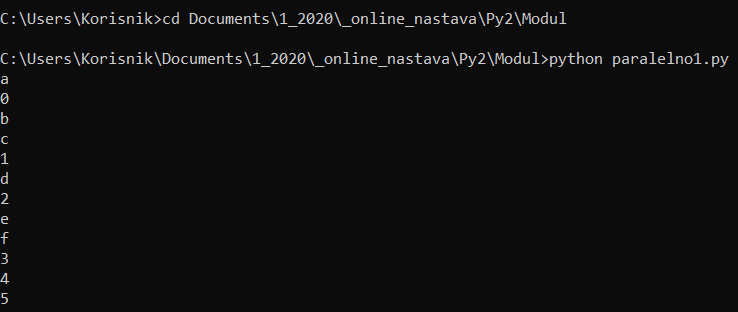 C:\Users\Korisnik>cd Documents\1_2020\_online_nastava\Py2\Modul
C:\Users\Korisnik\Documents\1_2020\_online_nastava\Py2\Modul>python paralelno1.py
a
0
b
c
1
d
2
e
f
3
4
5